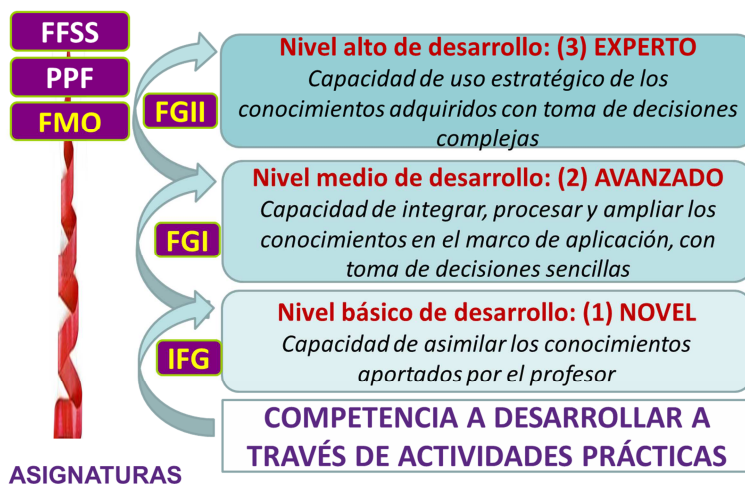 FFSS
PPF
FMO
FGII
Nivel alto de desarrollo: (3) EXPERTO
Capacidad de uso estratégico de los
conocimientos adquiridos con toma de decisiones
complejas
FGI
Nivel medio de desarrollo: (2) AVANZADO
Capacidad de integrar, procesar y ampliar los
conocimientos en el marco de aplicación, con
toma de decisiones sencillas
IFG
Nivel básico de desarrollo: (1) NOVEL
Capacidad de asimilar los conocimientos
aportados por el profesor
COMPETENCIA A DESARROLLAR A
TRAVÉS DE ACTIVIDADES PRÁCTICAS
ASIGNATURAS